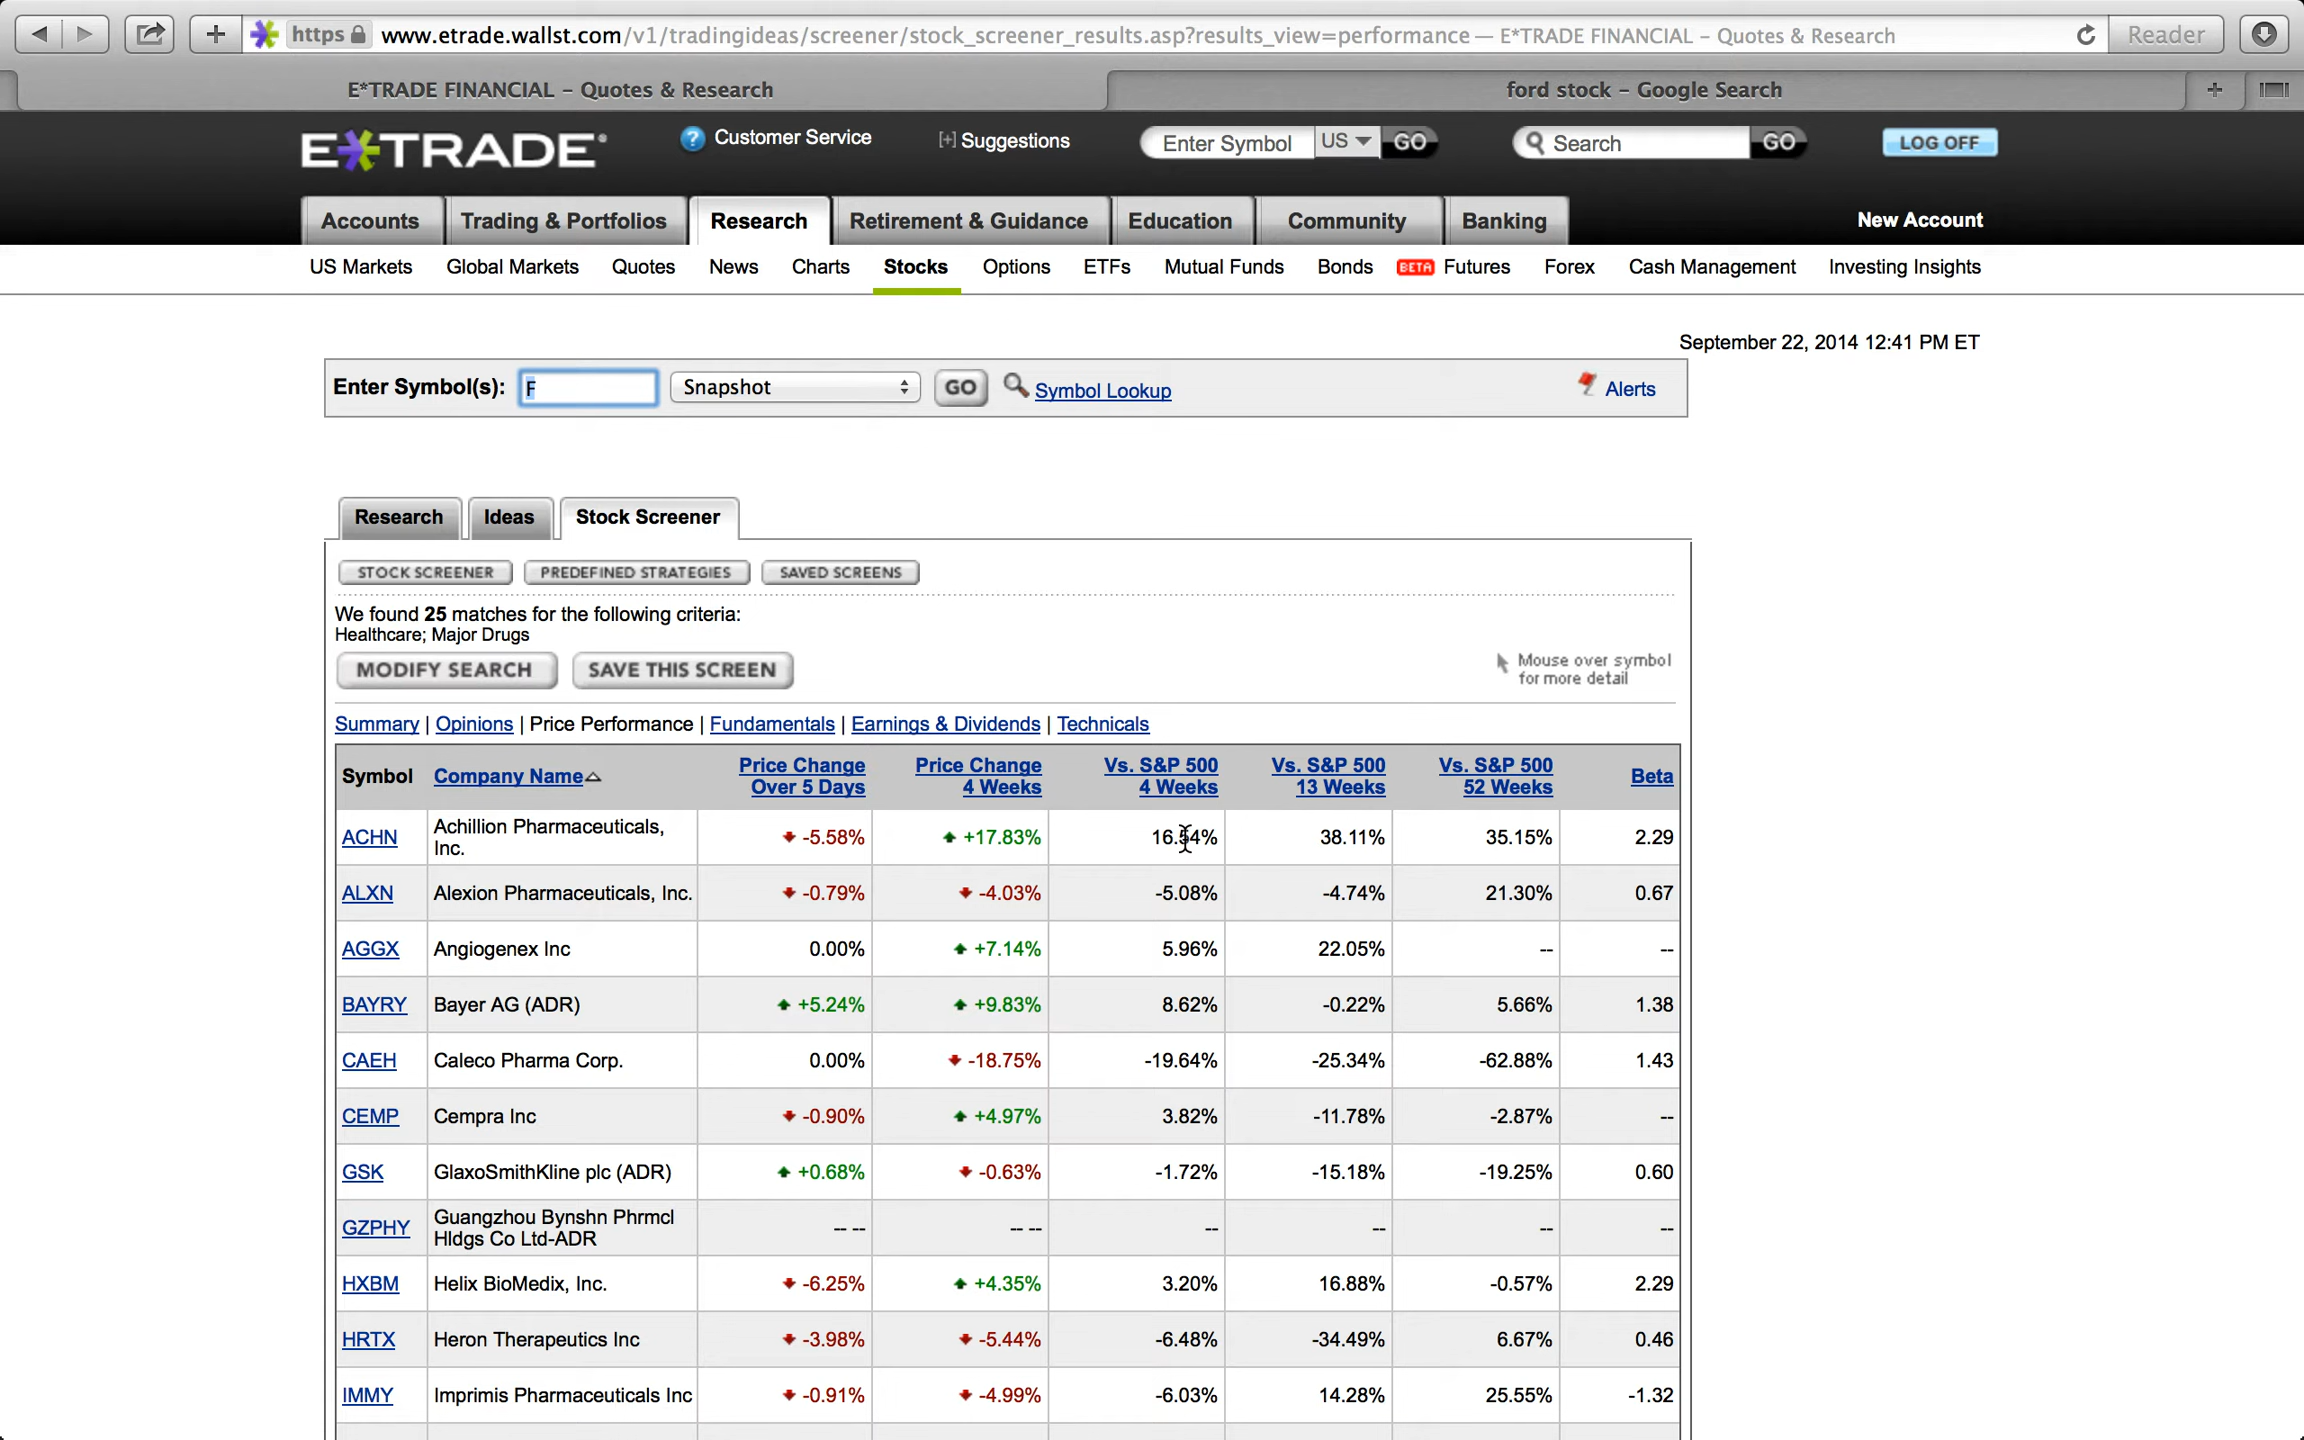 https www.etrade.wallst.com/v1/tradingideas/screener/stock_screener_results.asp?results_view=performance — E*TRADE FINANCIAL – Quotes & Research Reader
E*TRADE FINANCIAL – Quotes & Research ford stock – Google Search
E*TRADE ? Customer Service [+] Suggestions Enter Symbol US GO Search GO LOG OFF
Accounts Trading & Portfolios Research Retirement & Guidance Education Community Banking New Account
US Markets Global Markets Quotes News Charts Stocks Options ETFs Mutual Funds Bonds BETA Futures Forex Cash Management Investing Insights
September 22, 2014 12:41 PM ET
Enter Symbol(s): F Snapshot GO Symbol Lookup Alerts
Research Ideas Stock Screener
STOCK SCREENER PREDEFINED STRATEGIES SAVED SCREENS
We found 25 matches for the following criteria:
Healthcare; Major Drugs
MODIFY SEARCH SAVE THIS SCREEN
Mouse over symbol
for more detail
Summary | Opinions | Price Performance | Fundamentals | Earnings & Dividends | Technicals
Symbol Company Name Price Change Over 5 Days Price Change 4 Weeks Vs. S&P 500 4 Weeks Vs. S&P 500 13 Weeks Vs. S&P 500 52 Weeks Beta
ACHN Achillion Pharmaceuticals, Inc. -5.58% +17.83% 16.54% 38.11% 35.15% 2.29
ALXN Alexion Pharmaceuticals, Inc. -0.79% -4.03% -5.08% -4.74% 21.30% 0.67
AGGX Angiogenex Inc 0.00% +7.14% 5.96% 22.05% -- --
BAYRY Bayer AG (ADR) +5.24% +9.83% 8.62% -0.22% 5.66% 1.38
CAEH Caleco Pharma Corp. 0.00% -18.75% -19.64% -25.34% -62.88% 1.43
CEMP Cempra Inc -0.90% +4.97% 3.82% -11.78% -2.87% --
GSK GlaxoSmithKline plc (ADR) +0.68% -0.63% -1.72% -15.18% -19.25% 0.60
GZPHY Guangzhou Bynshn Phrmcl Hldgs Co Ltd-ADR -- -- -- -- -- -- -- --
HXBM Helix BioMedix, Inc. -6.25% +4.35% 3.20% 16.88% -0.57% 2.29
HRTX Heron Therapeutics Inc -3.98% -5.44% -6.48% -34.49% 6.67% 0.46
IMMY Imprimis Pharmaceuticals Inc -0.91% -4.99% -6.03% 14.28% 25.55% -1.32